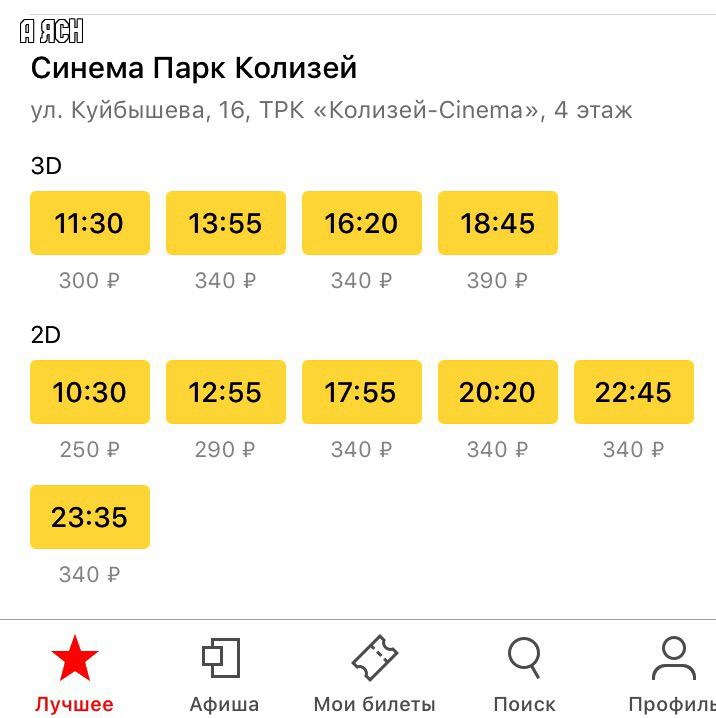 А ЯСН
Синема Парк Колизей
ул. Куйбышева, 16, ТРК «Колизей-Cinema», 4 этаж
3D
11:30 13:55 16:20 18:45
300 ₽ 340 ₽ 340 ₽ 390 ₽
2D
10:30 12:55 17:55 20:20 22:45
250 ₽ 290 ₽ 340 ₽ 340 ₽ 340 ₽
23:35
340 ₽
Лучшее Афиша Мои билеты Поиск Профиль